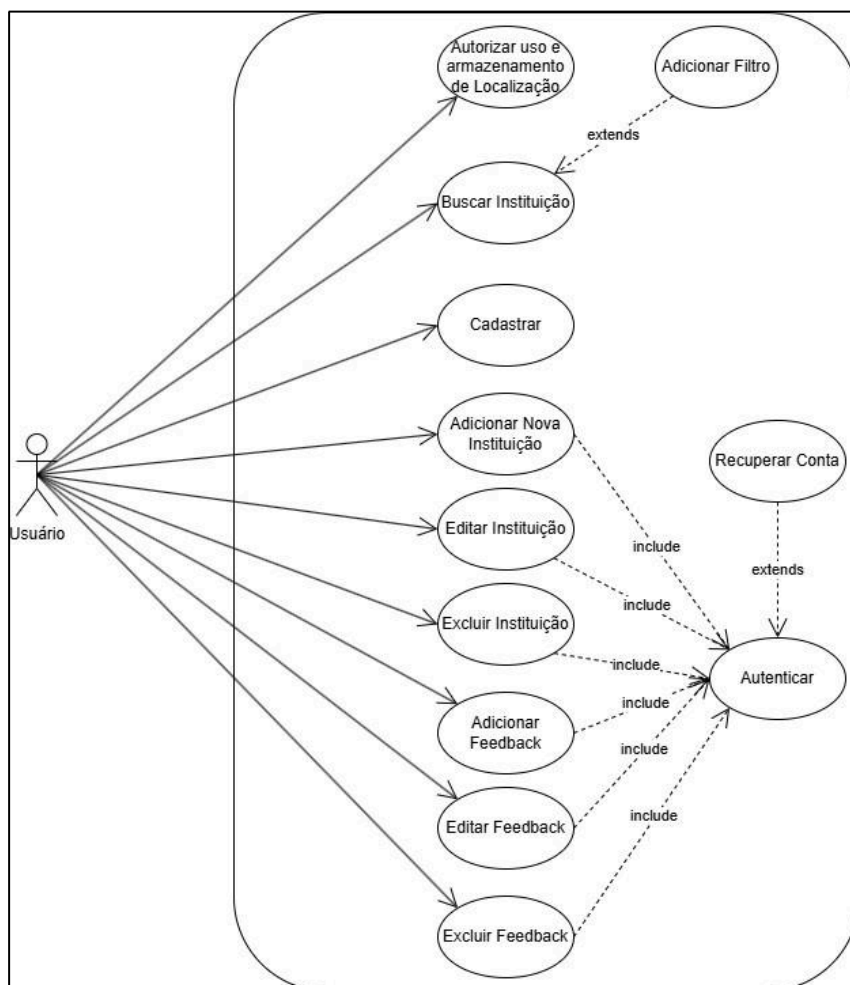 Autorizar uso e
armazenamento
de Localização
Adicionar Filtro
extends
Buscar Instituição
Cadastrar
Adicionar Nova
Instituição
Recuperar Conta
Usuário
Editar Instituição
include
extends
include
Excluir Instituição
include
Autenticar
include
Adicionar
Feedback
include
Editar Feedback
include
Excluir Feedback